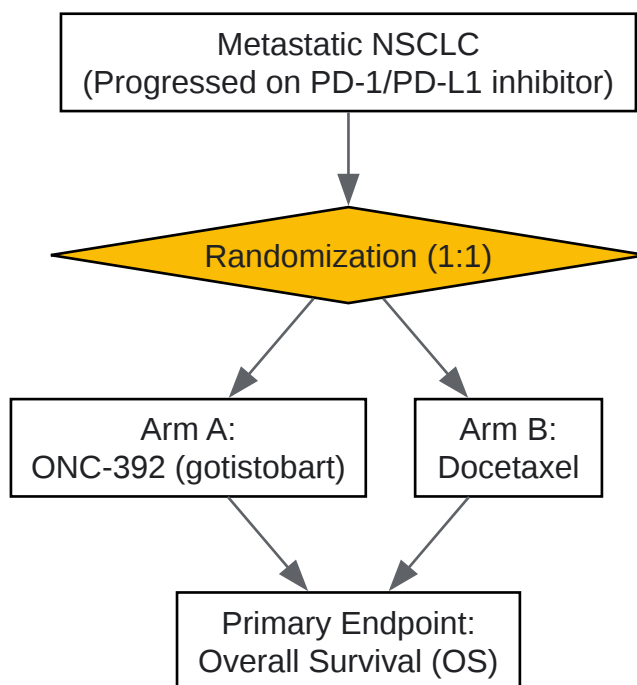 Metastatic NSCLC
(Progressed on PD-1/PD-L1 inhibitor)
Randomization (1:1)
Arm A:
ONC-392 (gotistobart)
Arm B:
Docetaxel
Primary Endpoint:
Overall Survival (OS)